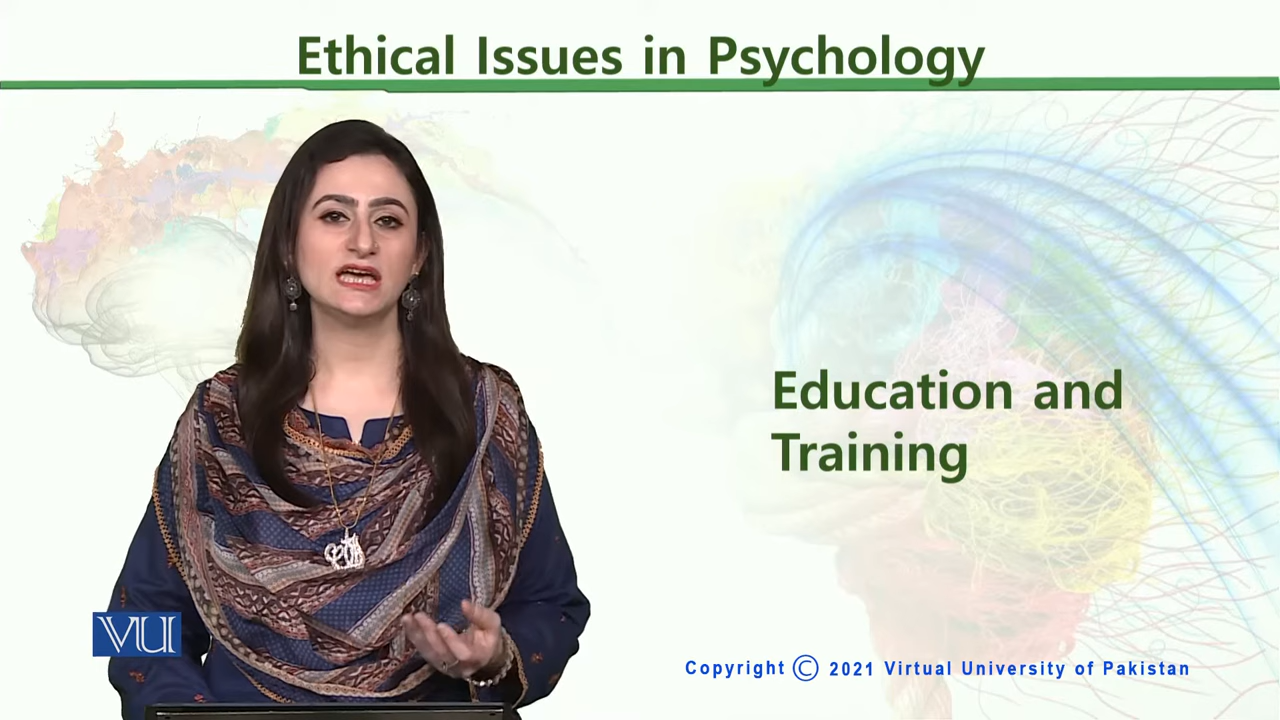 Ethical Issues in Psychology
Education and
Training
VU
Copyright © 2021 Virtual University of Pakistan